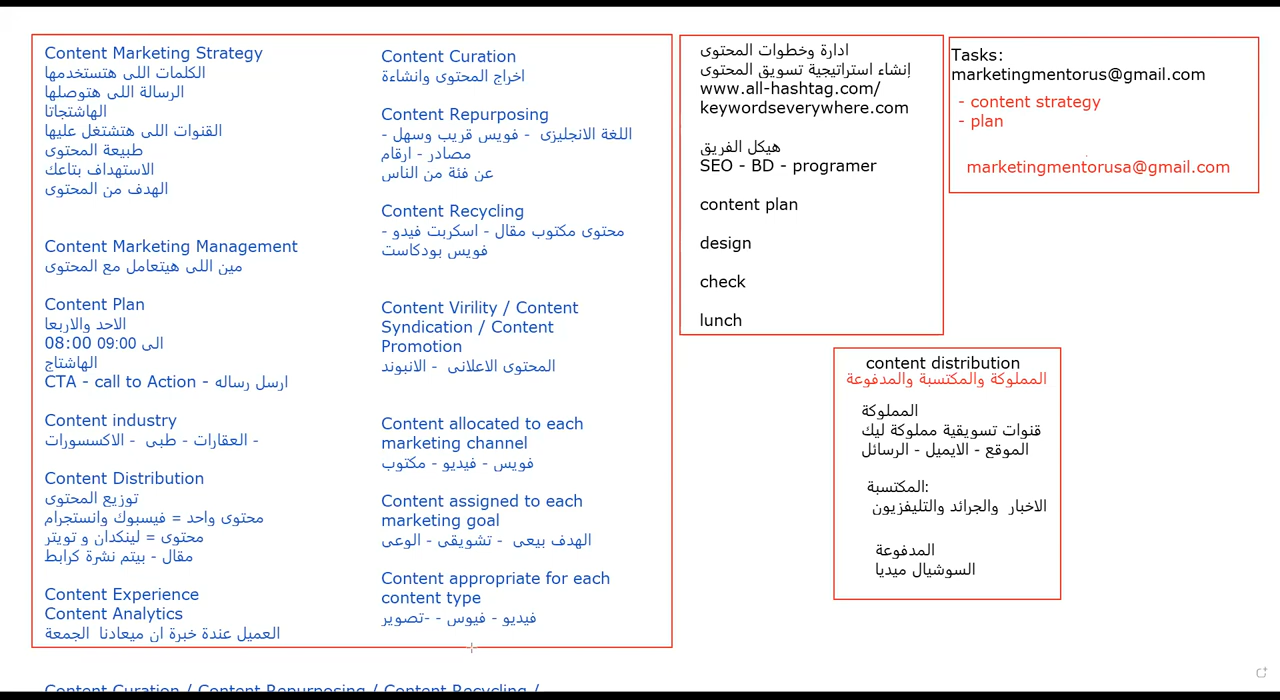 Content Marketing Strategy
الكلمات اللى هتستخدمها
الرسالة اللى هتوصلها
الهاشتجاتا
القنوات اللى هتشتغل عليها
طبيعة المحتوى
الاستهداف بتاعك
الهدف من المحتوى
Content Marketing Management
مين اللى هيتعامل مع المحتوى
Content Plan
الاحد والاربعا
08:00 الى 09:00
الهاشتاج
CTA - call to Action - ارسل رساله
Content industry
- العقارات - طبى - الاكسسورات
Content Distribution
توزيع المحتوى
محتوى واحد = فيسبوك وانستجرام
محتوى = لينكدان و تويتر
مقال - بيتم نشرة كرابط
Content Experience
Content Analytics
العميل عندة خبرة ان ميعادنا الجمعة
Content Curation
اخراج المحتوى وانشاءة
Content Repurposing
اللغة الانجليزى - فويس قريب وسهل -
مصادر - ارقام
عن فئة من الناس
Content Recycling
محتوى مكتوب مقال - اسكربت فيدو -
فويس بودكاست
Content Virility / Content
Syndication / Content
Promotion
المحتوى الاعلانى - الانبوند
Content allocated to each
marketing channel
فويس - فيديو - مكتوب
Content assigned to each
marketing goal
الهدف بيعى - تشويقى - الوعى
Content appropriate for each
content type
فيديو - فيوس - -تصوير
Content Curation / Content Repurposing / Content Recycling /
ادارة وخطوات المحتوى
إنشاء استراتيجية تسويق المحتوى
www.all-hashtag.com/
keywordseverywhere.com
هيكل الفريق
SEO - BD - programer
content plan
design
check
lunch
Tasks:
marketingmentorus@gmail.com
- content strategy
- plan
marketingmentorusa@gmail.com
content distribution
المملوكة والمكتسبة والمدفوعة
المملوكة
قنوات تسويقية مملوكة ليك
الموقع - الايميل - الرسائل
المكتسبة:
الاخبار والجرائد والتليفزيون
المدفوعة
السوشيال ميديا